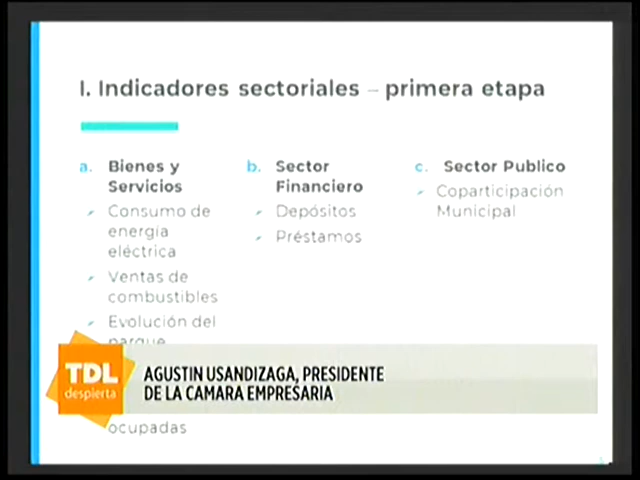 I. Indicadores sectoriales – primera etapa
a. Bienes y
Servicios
✓ Consumo de
energía
eléctrica
✓ Ventas de
combustibles
✓ Evolución del
parque
ocupadas
b. Sector
Financiero
✓ Depósitos
✓ Préstamos
c. Sector Publico
✓ Coparticipación
Municipal
TDL
despierta
AGUSTIN USANDIZAGA, PRESIDENTE
DE LA CAMARA EMPRESARIA